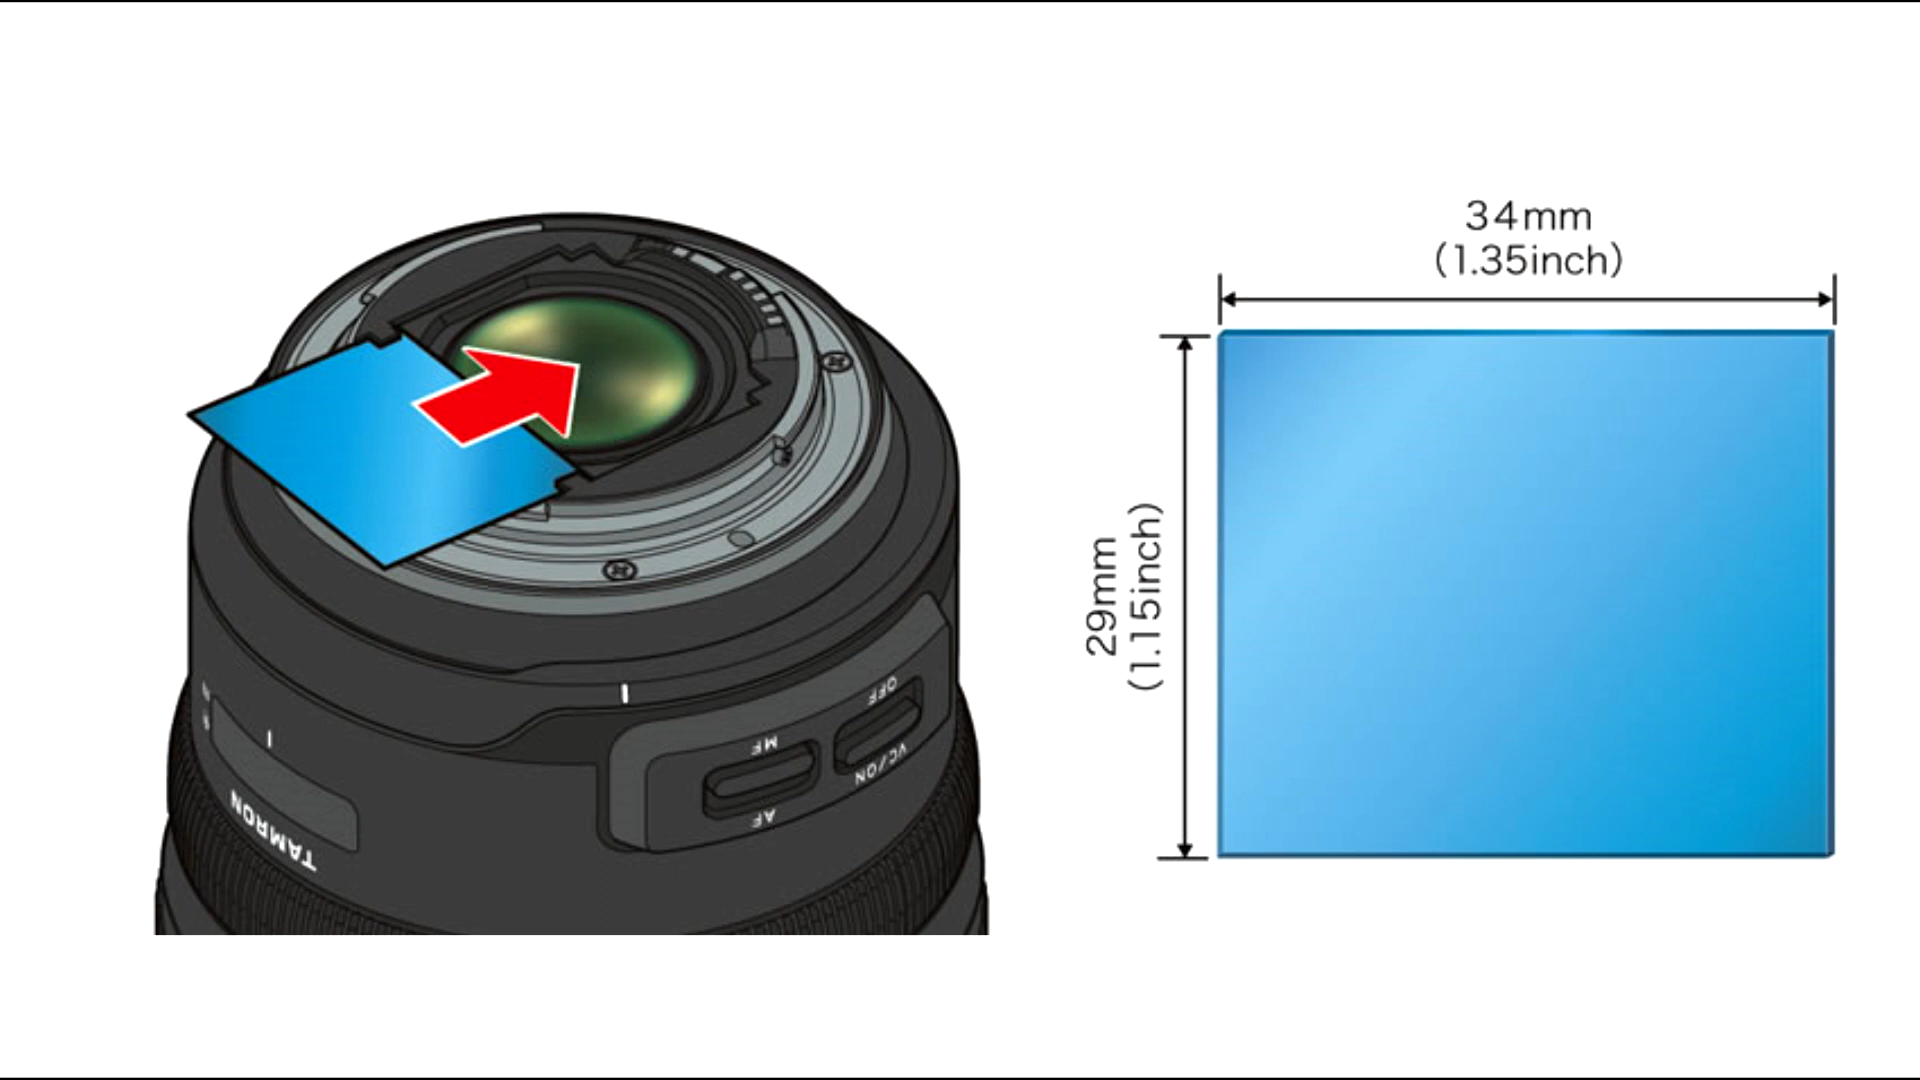 34mm
(1.35inch)
29mm
(1.15inch)
OFF
VC/ON
MF
AF
TAMRON